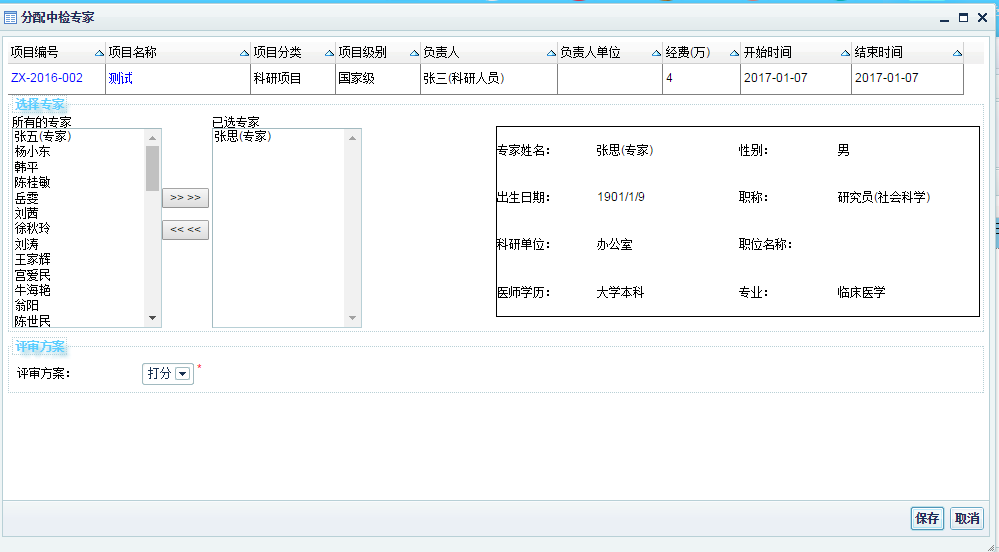 分配中检专家
项目编号 项目名称 项目分类 项目级别 负责人 负责人单位 经费(万) 开始时间 结束时间
ZX-2016-002 测试 科研项目 国家级 张三(科研人员) 4 2017-01-07 2017-01-07
选择专家
所有的专家
张五(专家)
杨小东
韩平
陈桂敏
岳雯
刘茜
徐秋玲
刘涛
王家辉
宫爱民
牛海艳
翁阳
陈世民
>> >>
<< <<
已选专家
张思(专家)
专家姓名: 张思(专家) 性别: 男
出生日期: 1901/1/9 职称: 研究员(社会科学)
科研单位: 办公室 职位名称:
医师学历: 大学本科 专业: 临床医学
评审方案
评审方案: 打分 *
保存 取消